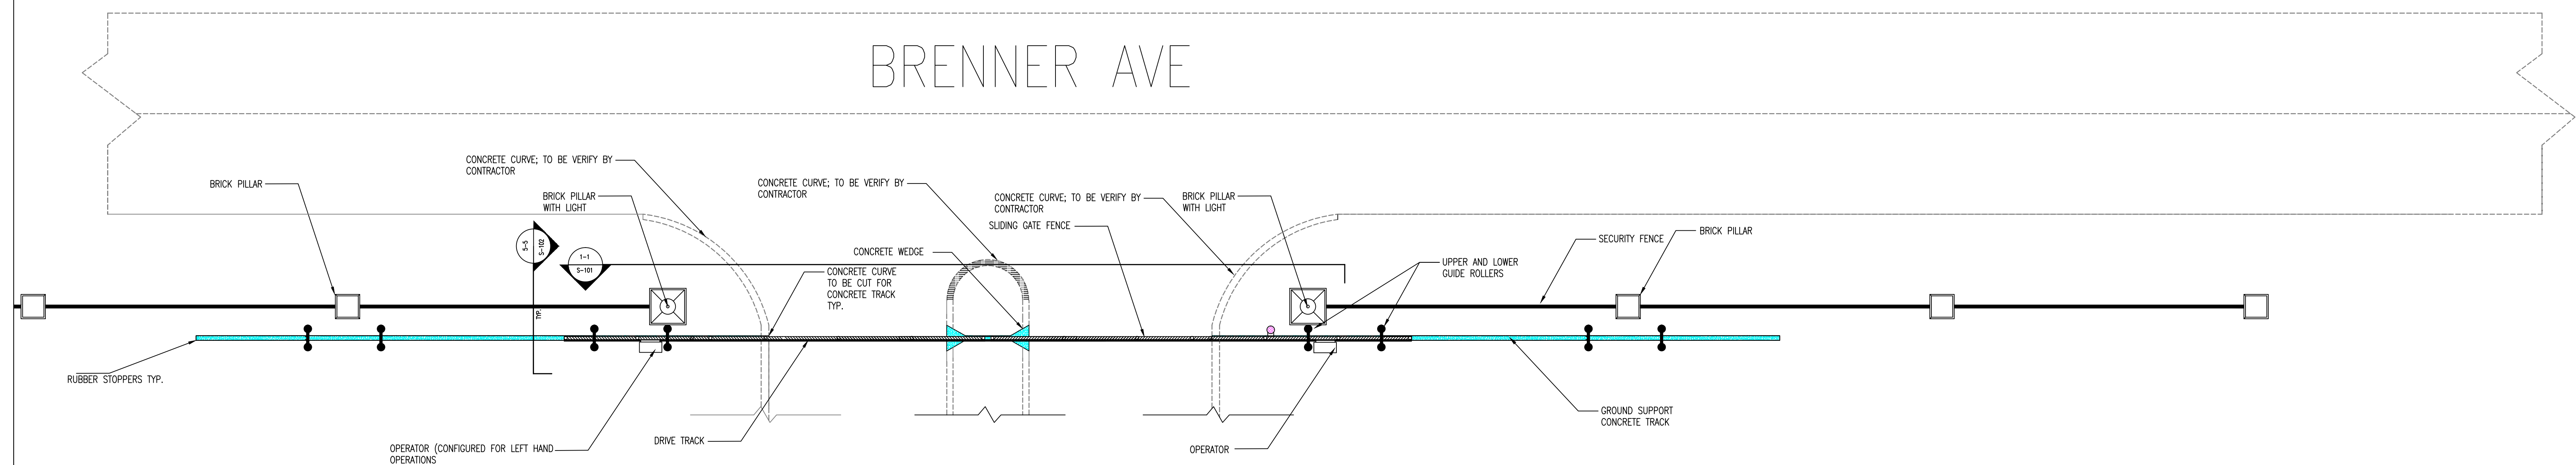 BRENNER AVE
CONCRETE CURVE; TO BE VERIFY BY
CONTRACTOR
BRICK PILLAR
BRICK PILLAR
WITH LIGHT
CONCRETE CURVE; TO BE VERIFY BY
CONTRACTOR
CONCRETE CURVE; TO BE VERIFY BY
CONTRACTOR
BRICK PILLAR
WITH LIGHT
SLIDING GATE FENCE
SECURITY FENCE
BRICK PILLAR
5-5
S-102
1-1
S-101
CONCRETE WEDGE
CONCRETE CURVE
TO BE CUT FOR
CONCRETE TRACK
TYP.
UPPER AND LOWER
GUIDE ROLLERS
TYP.
RUBBER STOPPERS TYP.
GROUND SUPPORT
CONCRETE TRACK
DRIVE TRACK
OPERATOR (CONFIGURED FOR LEFT HAND
OPERATIONS
OPERATOR